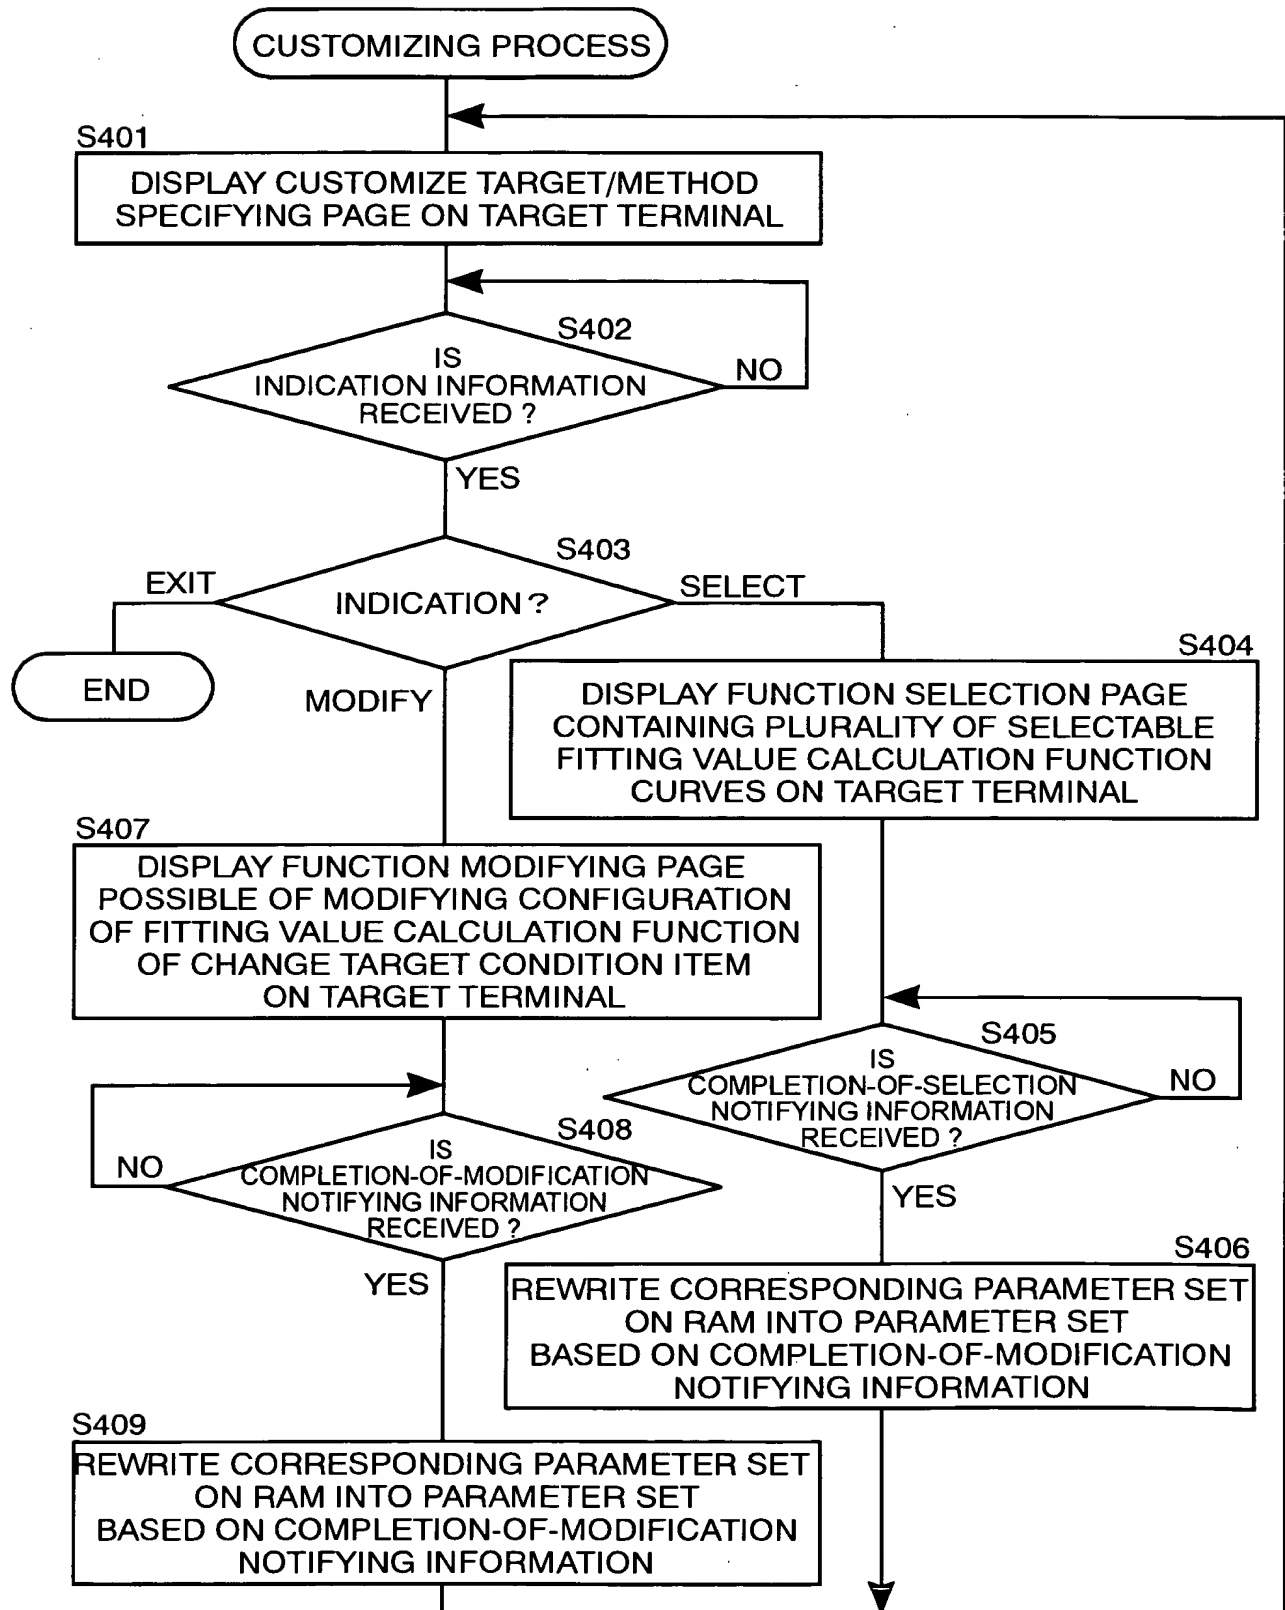 CUSTOMIZING PROCESS
S401
DISPLAY CUSTOMIZE TARGET/METHOD
SPECIFYING PAGE ON TARGET TERMINAL
S402
IS
INDICATION INFORMATION
RECEIVED ?
NO
YES
S403
EXIT
INDICATION ?
SELECT
END
MODIFY
S404
DISPLAY FUNCTION SELECTION PAGE
CONTAINING PLURALITY OF SELECTABLE
FITTING VALUE CALCULATION FUNCTION
CURVES ON TARGET TERMINAL
S407
DISPLAY FUNCTION MODIFYING PAGE
POSSIBLE OF MODIFYING CONFIGURATION
OF FITTING VALUE CALCULATION FUNCTION
OF CHANGE TARGET CONDITION ITEM
ON TARGET TERMINAL
S405
IS
COMPLETION-OF-SELECTION
NOTIFYING INFORMATION
RECEIVED ?
NO
YES
S408
IS
COMPLETION-OF-MODIFICATION
NOTIFYING INFORMATION
RECEIVED ?
NO
YES
S406
REWRITE CORRESPONDING PARAMETER SET
ON RAM INTO PARAMETER SET
BASED ON COMPLETION-OF-MODIFICATION
NOTIFYING INFORMATION
S409
REWRITE CORRESPONDING PARAMETER SET
ON RAM INTO PARAMETER SET
BASED ON COMPLETION-OF-MODIFICATION
NOTIFYING INFORMATION